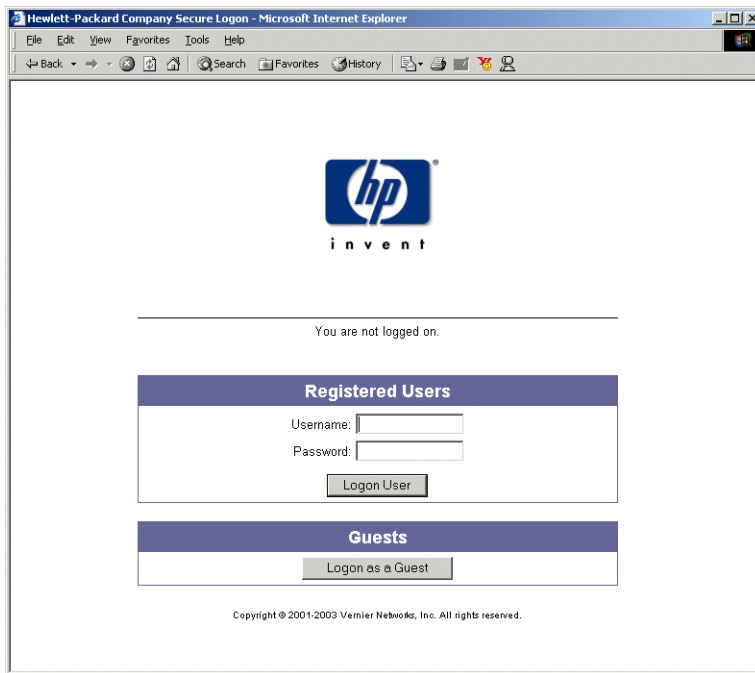 Hewlett-Packard Company Secure Logon - Microsoft Internet Explorer
File Edit View Favorites Tools Help
Back Search Favorites History
hp ®
invent
You are not logged on.
Registered Users
Username:
Password:
Logon User
Guests
Logon as a Guest
Copyright © 2001-2003 Vernier Networks, Inc. All rights reserved.